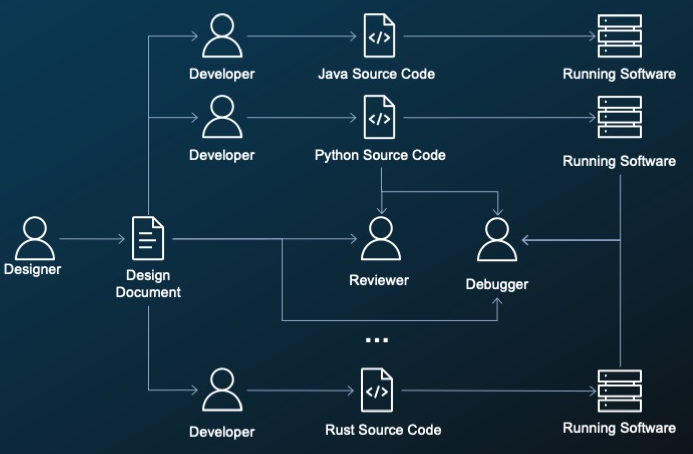 Developer
Java Source Code
Running Software
Developer
Python Source Code
Running Software
Designer
Design
Document
Reviewer
Debugger
...
Developer
Rust Source Code
Running Software